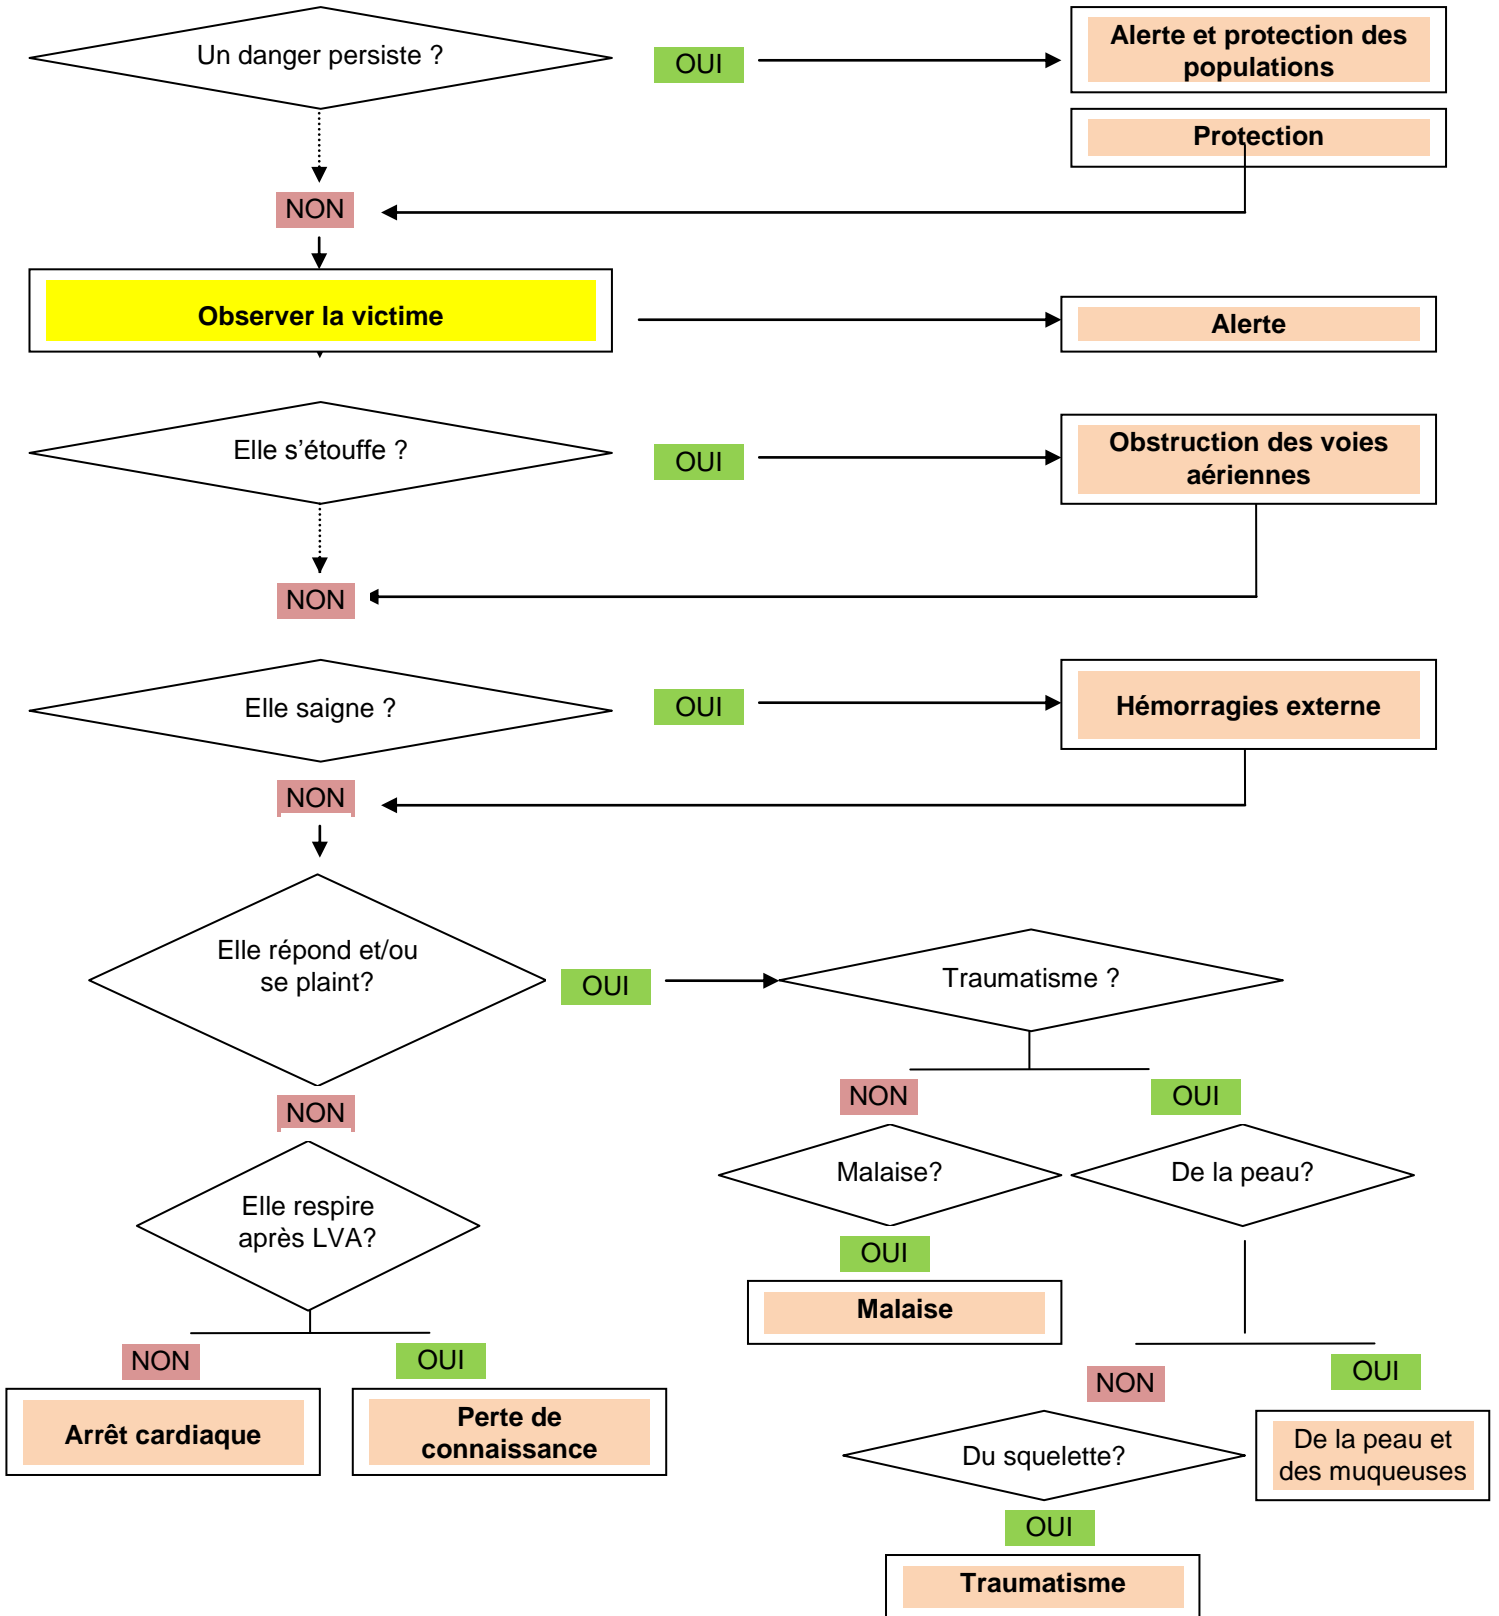 Un danger persiste ?
OUI
Alerte et protection des
populations
Protection
NON
Observer la victime
Alerte
Elle s’étouffe ?
OUI
Obstruction des voies
aériennes
NON
Elle saigne ?
OUI
Hémorragies externe
NON
Elle répond et/ou
se plaint?
OUI
Traumatisme ?
NON
NON
OUI
Malaise?
De la peau?
Elle respire
après LVA?
OUI
Malaise
NON
OUI
NON
OUI
Arrêt cardiaque
Perte de
connaissance
Du squelette?
De la peau et
des muqueuses
OUI
Traumatisme